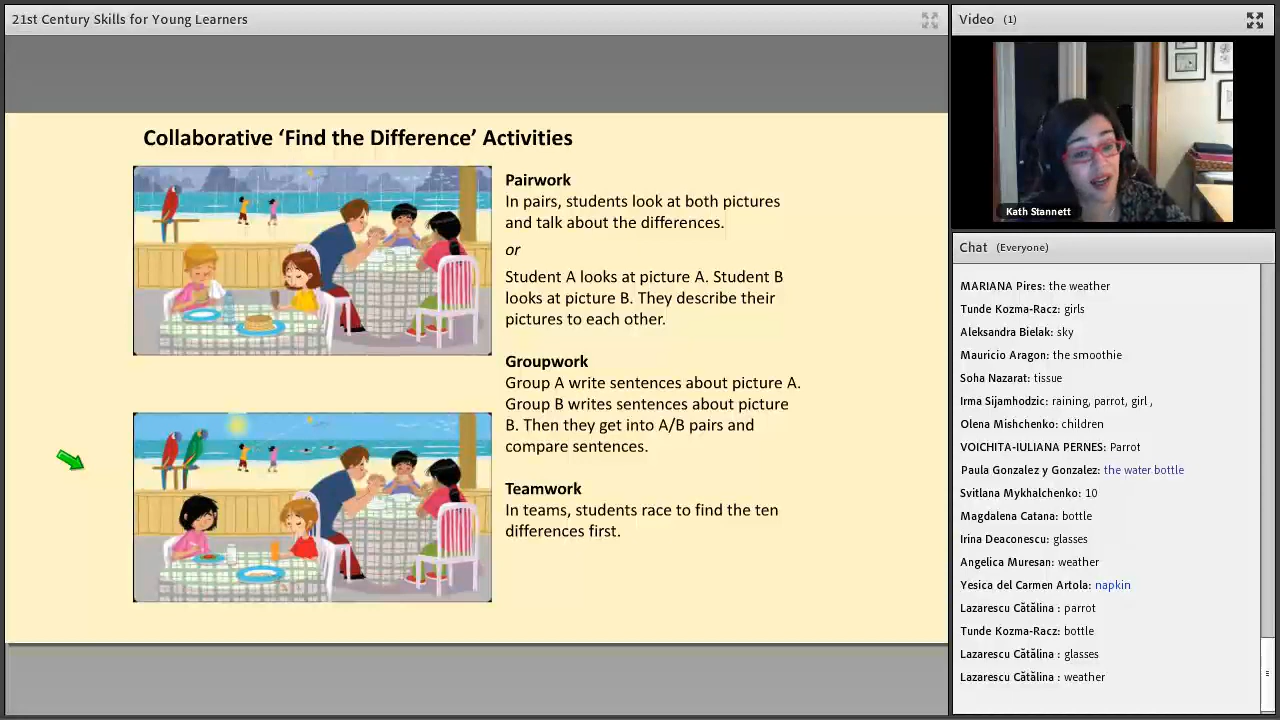 21st Century Skills for Young Learners
Collaborative ‘Find the Difference’ Activities
Pairwork
In pairs, students look at both pictures
and talk about the differences.
or
Student A looks at picture A. Student B
looks at picture B. They describe their
pictures to each other.
Groupwork
Group A write sentences about picture A.
Group B writes sentences about picture
B. Then they get into A/B pairs and
compare sentences.
Teamwork
In teams, students race to find the ten
differences first.
Video (1)
Kath Stannett
Chat (Everyone)
MARIANA Pires: the weather
Tunde Kozma-Racz: girls
Aleksandra Bielak: sky
Mauricio Aragon: the smoothie
Soha Nazarat: tissue
Irma Sijamhodzic: raining, parrot, girl ,
Olena Mishchenko: children
VOICHITA-IULIANA PERNES: Parrot
Paula Gonzalez y Gonzalez: the water bottle
Svitlana Mykhalchenko: 10
Magdalena Catana: bottle
Irina Deaconescu: glasses
Angelica Muresan: weather
Yesica del Carmen Artola: napkin
Lazarescu Cătălina : parrot
Tunde Kozma-Racz: bottle
Lazarescu Cătălina : glasses
Lazarescu Cătălina : weather